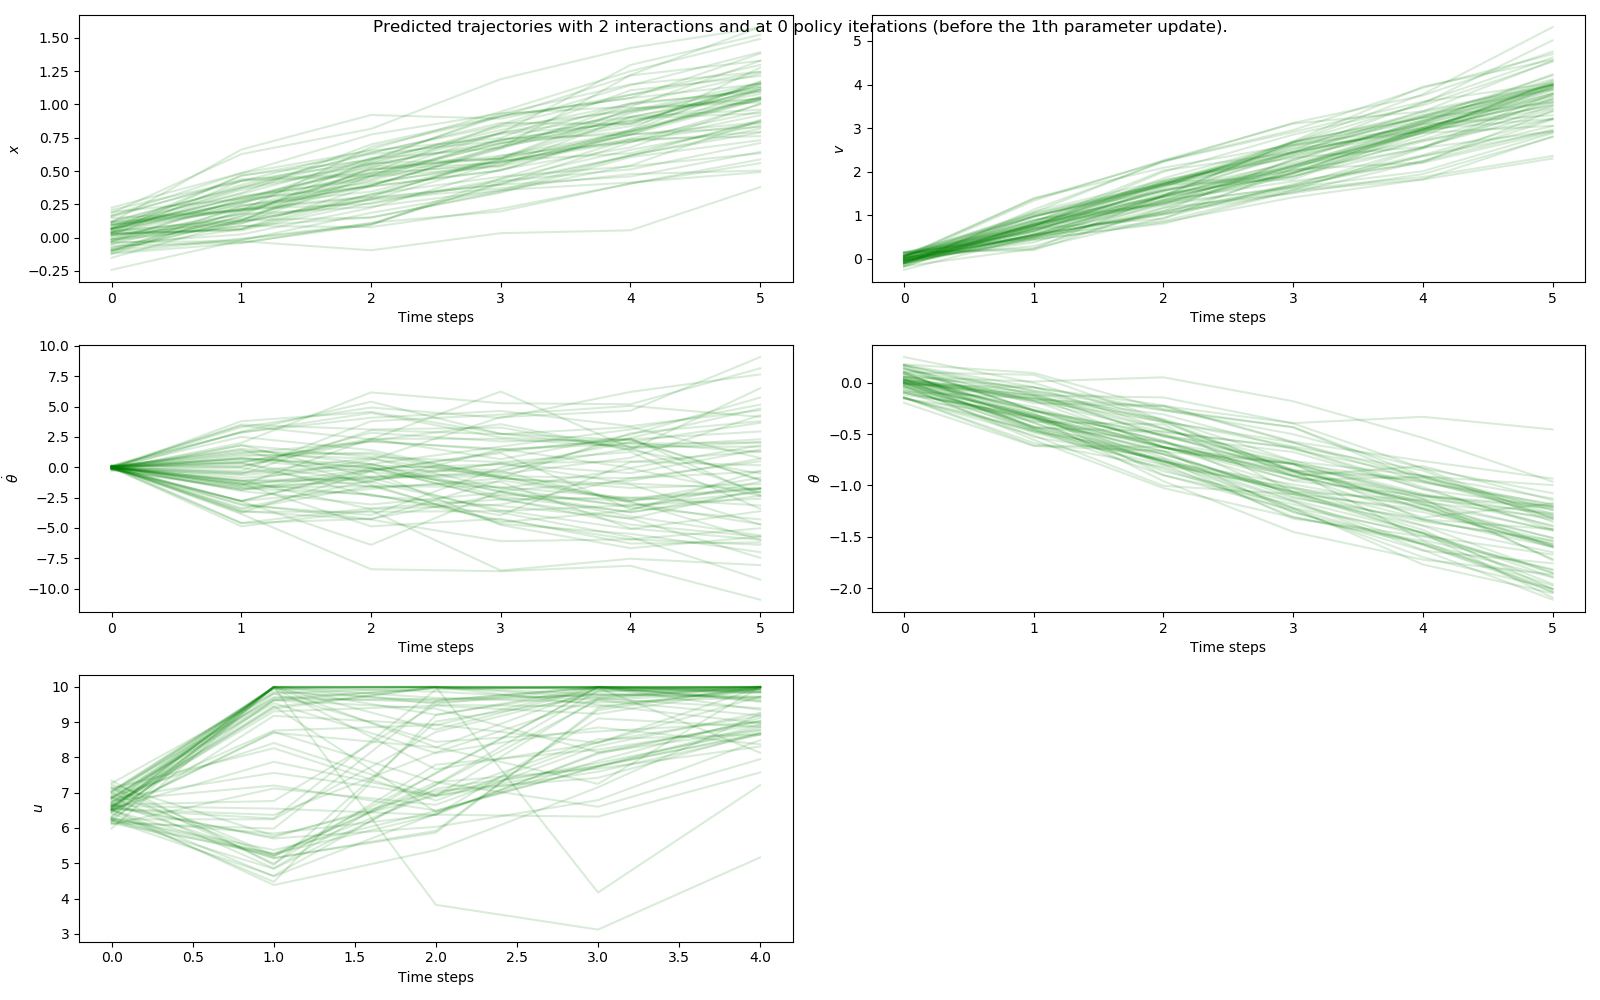 Predicted trajectories with 2 interactions and at 0 policy iterations (before the 1th parameter update).
1.50
1.25
1.00
0.75
0.50
0.25
0.00
−0.25
x
0 1 2 3 4 5
Time steps
5
4
3
2
1
0
v
0 1 2 3 4 5
Time steps
10.0
7.5
5.0
2.5
0.0
−2.5
−5.0
−7.5
−10.0
θ̇
0 1 2 3 4 5
Time steps
0.0
−0.5
−1.0
−1.5
−2.0
θ
0 1 2 3 4 5
Time steps
10
9
8
7
6
5
4
3
u
0.0 0.5 1.0 1.5 2.0 2.5 3.0 3.5 4.0
Time steps